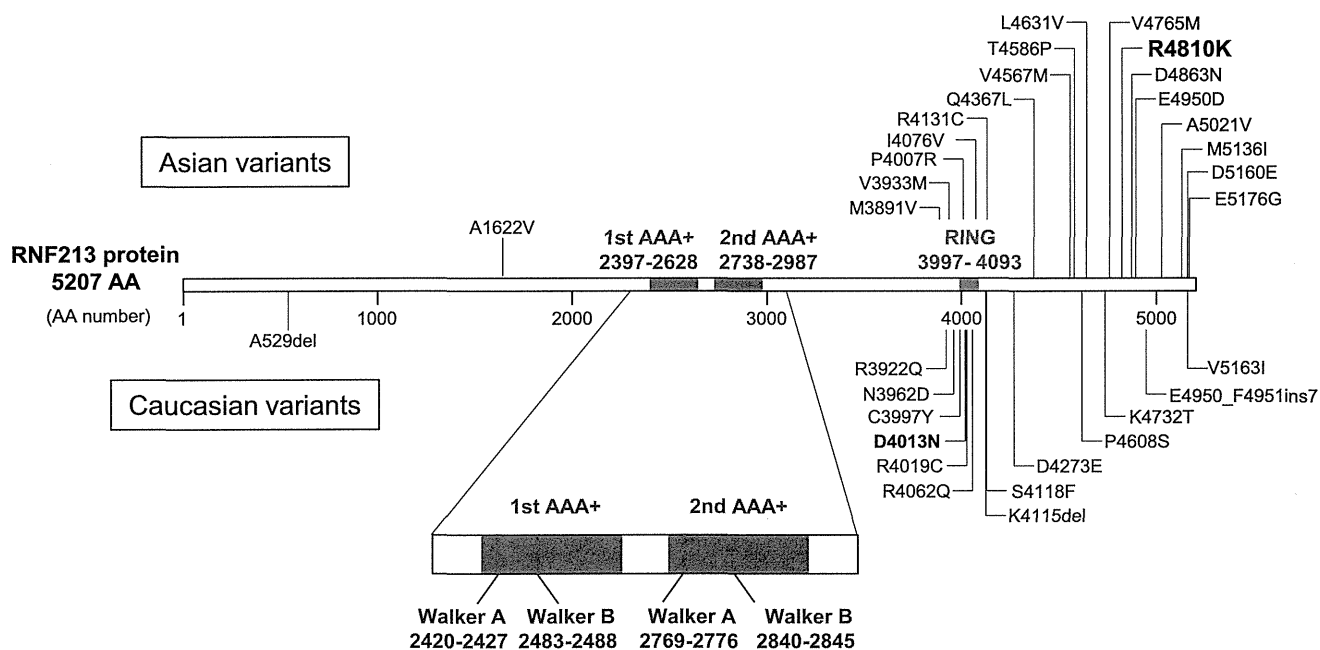 L4631V
V4765M
T4586P
R4810K
V4567M
D4863N
Q4367L
E4950D
R4131C
A5021V
I4076V
M5136I
P4007R
D5160E
V3933M
E5176G
M3891V
Asian variants
A1622V
1st AAA+
2397-2628
2nd AAA+
2738-2987
RING
3997- 4093
RNF213 protein
5207 AA
(AA number)
1
1000
2000
3000
4000
5000
A529del
Caucasian variants
R3922Q
V5163I
N3962D
E4950_F4951ins7
C3997Y
K4732T
D4013N
P4608S
R4019C
D4273E
R4062Q
S4118F
K4115del
1st AAA+
2nd AAA+
Walker A
2420-2427
Walker B
2483-2488
Walker A
2769-2776
Walker B
2840-2845